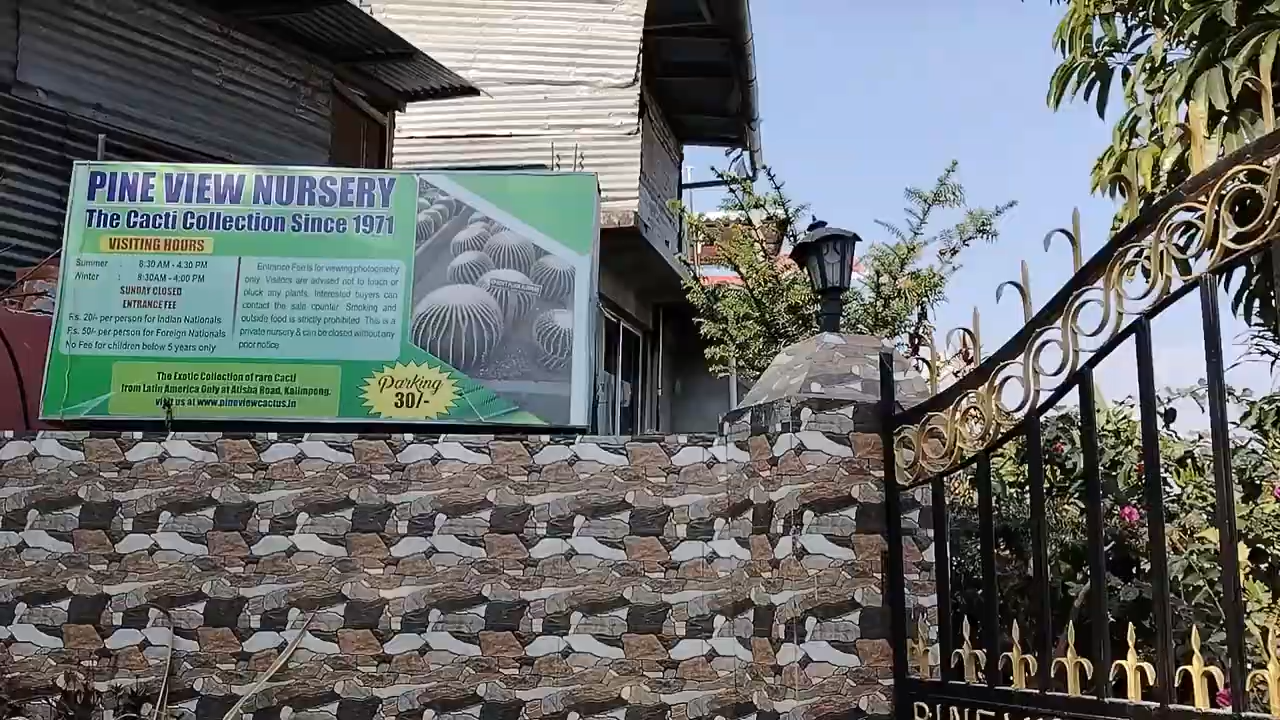 PINE VIEW NURSERY
The Cacti Collection Since 1971
VISITING HOURS
Summer : 8:30 AM - 4:30 PM
Winter : 8:30AM - 4:00 PM
SUNDAY CLOSED
ENTRANCE FEE
Rs. 20/- per person for Indian Nationals
Rs. 50/- per person for Foreign Nationals
No Fee for children below 5 years only
Entrance Fee is for viewing photography
only. Visitors are advised not to touch or
pluck any plants. Interested buyers can
contact the sale counter. Smoking and
outside food is strictly prohibited. This is a
private nursery & can be closed without any
prior notice.
The Exotic Collection of rare Cacti
from Latin America Only at Atisha Road, Kalimpong.
visit us at www.pineviewcactus.in
Parking
30/-